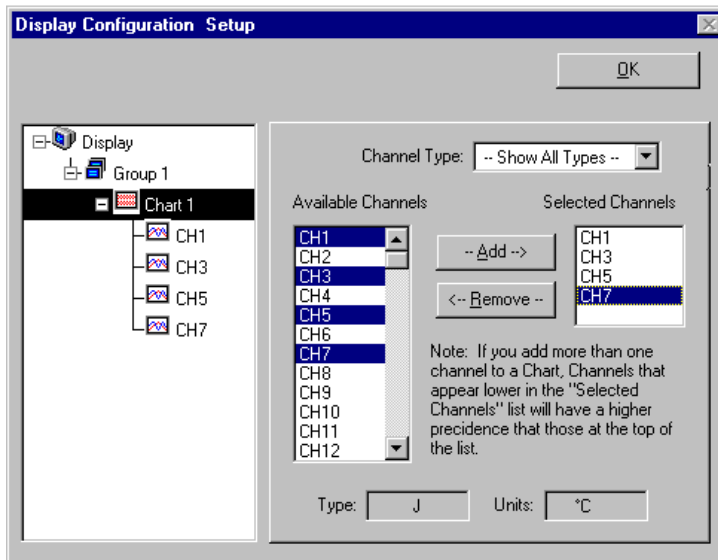 Display Configuration Setup
OK
Display
Group 1
Chart 1
CH1
CH3
CH5
CH7
Channel Type: -- Show All Types --
Available Channels
CH1
CH2
CH3
CH4
CH5
CH6
CH7
CH8
CH9
CH10
CH11
CH12
-- Add -->
<-- Remove --
Selected Channels
CH1
CH3
CH5
CH7
Note: If you add more than one
channel to a Chart, Channels that
appear lower in the "Selected
Channels" list will have a higher
precidence that those at the top of
the list.
Type: J Units: °C